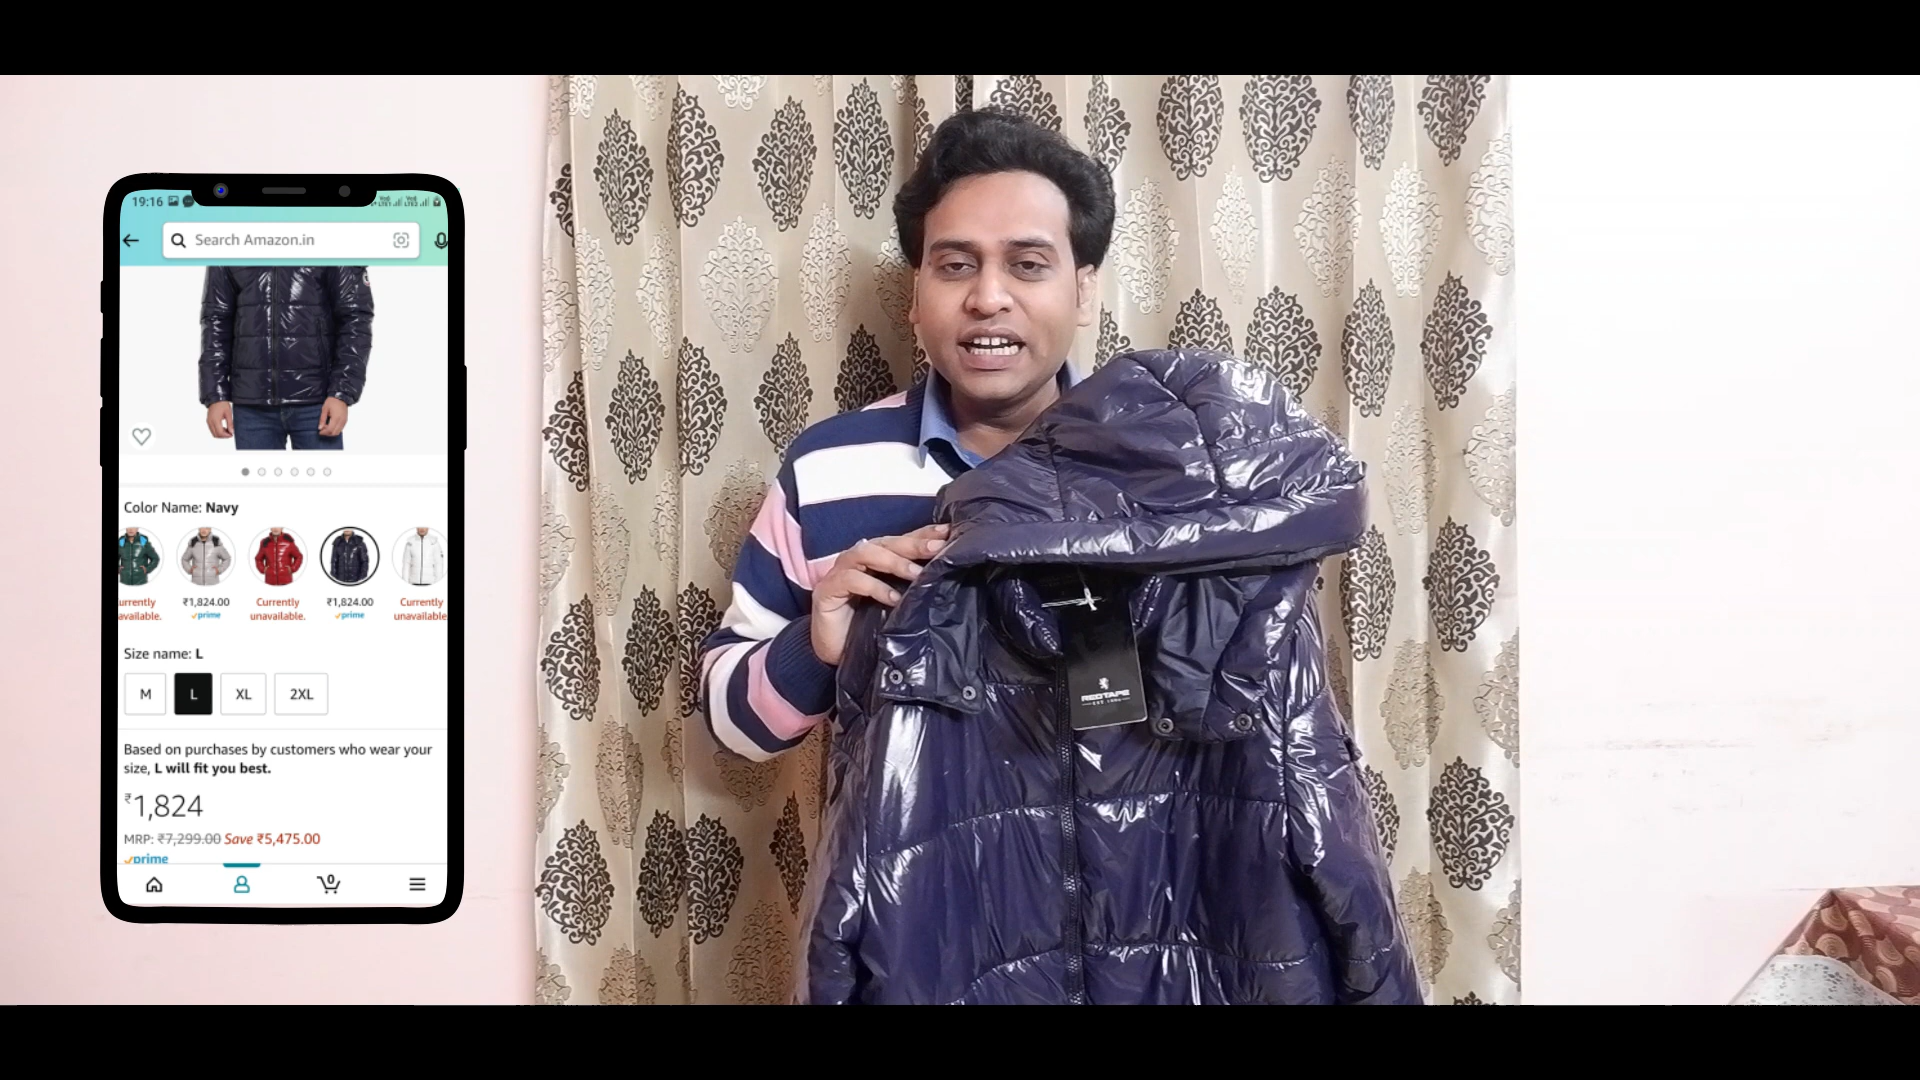 19:16
Search Amazon.in
Color Name: Navy
urrently
available.
₹1,824.00
prime
Currently
unavailable.
₹1,824.00
prime
Currently
unavailable
Size name: L
M L XL 2XL
Based on purchases by customers who wear your
size, L will fit you best.
₹1,824
MRP: ₹7,299.00 Save ₹5,475.00
prime
0
REDTAPE